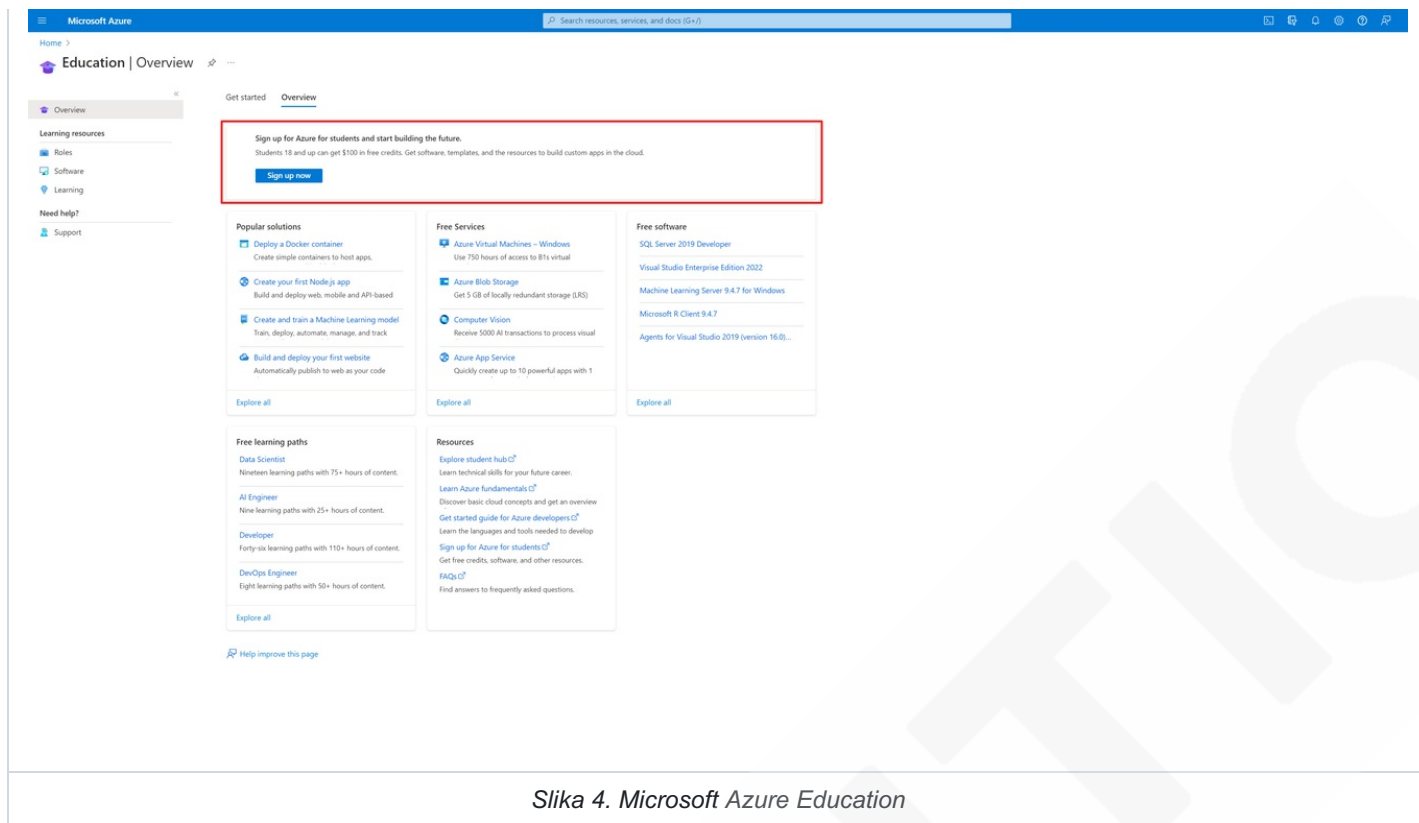 Microsoft Azure
Search resources, services, and docs (G+/)
Home >
Education | Overview
Overview
Learning resources
Roles
Software
Learning
Need help?
Support
Get started Overview
Sign up for Azure for students and start building the future.
Students 18 and up can get $100 in free credits. Get software, templates, and the resources to build custom apps in the cloud.
Sign up now
Popular solutions
Deploy a Docker container
Create simple containers to host apps,
Create your first Node.js app
Build and deploy web, mobile and API-based
Create and train a Machine Learning model
Train, deploy, automate, manage, and track
Build and deploy your first website
Automatically publish to web as your code
Explore all
Free Services
Azure Virtual Machines – Windows
Use 750 hours of access to B1s virtual
Azure Blob Storage
Get 5 GB of locally redundant storage (LRS)
Computer Vision
Receive 5000 AI transactions to process visual
Azure App Service
Quickly create up to 10 powerful apps with 1
Explore all
Free software
SQL Server 2019 Developer
Visual Studio Enterprise Edition 2022
Machine Learning Server 9.4.7 for Windows
Microsoft R Client 9.4.7
Agents for Visual Studio 2019 (version 16.0)...
Explore all
Free learning paths
Data Scientist
Nineteen learning paths with 75+ hours of content.
AI Engineer
Nine learning paths with 25+ hours of content.
Developer
Forty-six learning paths with 110+ hours of content.
DevOps Engineer
Eight learning paths with 50+ hours of content.
Explore all
Resources
Explore student hub
Learn technical skills for your future career.
Learn Azure fundamentals
Discover basic cloud concepts and get an overview
Get started guide for Azure developers
Learn the languages and tools needed to develop
Sign up for Azure for students
Get free credits, software, and other resources.
FAQs
Find answers to frequently asked questions.
Help improve this page
Slika 4. Microsoft Azure Education